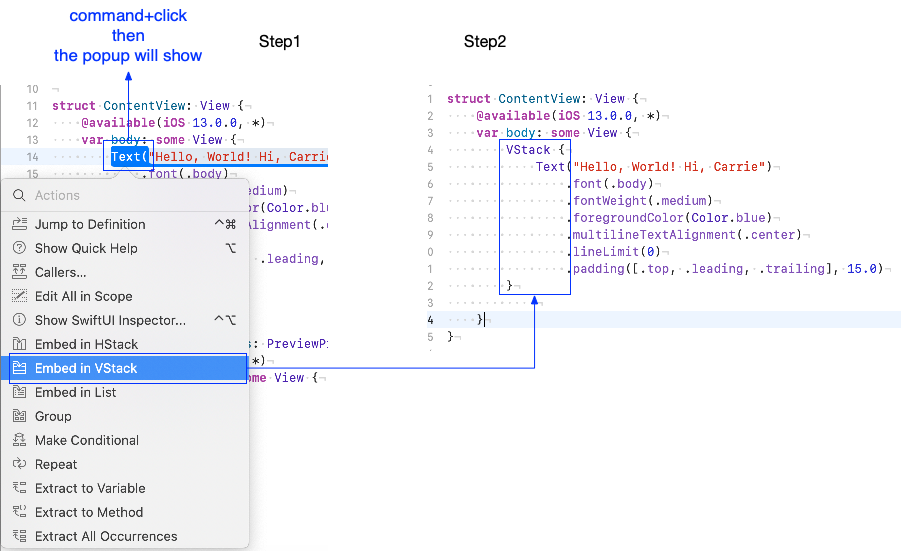 command+click
then
the popup will show
Step1
Step2
10 ¬
11 struct ContentView: View {¬
12 @available(iOS 13.0.0, *)¬
13 var body: some View {¬
14 Text("Hello, World! Hi, Carrie
15 .font(.body)¬
edium)¬
or(Color.bl
Alignment(.
.leading,
s: PreviewP
*)¬
me View {¬
Actions
Jump to Definition ^⌘
Show Quick Help ⌥
Callers...
Edit All in Scope
Show SwiftUI Inspector... ^⌥
Embed in HStack
Embed in VStack
Embed in List
Group
Make Conditional
Repeat
Extract to Variable
Extract to Method
Extract All Occurrences
1 struct ContentView: View {¬
2 @available(iOS 13.0.0, *)¬
3 var body: some View {¬
4 VStack {¬
5 Text("Hello, World! Hi, Carrie")¬
6 .font(.body)¬
7 .fontWeight(.medium)¬
8 .foregroundColor(Color.blue)¬
9 .multilineTextAlignment(.center)¬
0 .lineLimit(0)¬
1 .padding([.top, .leading, .trailing], 15.0)¬
2 }¬
3 ¬
4 }¬
5 }¬